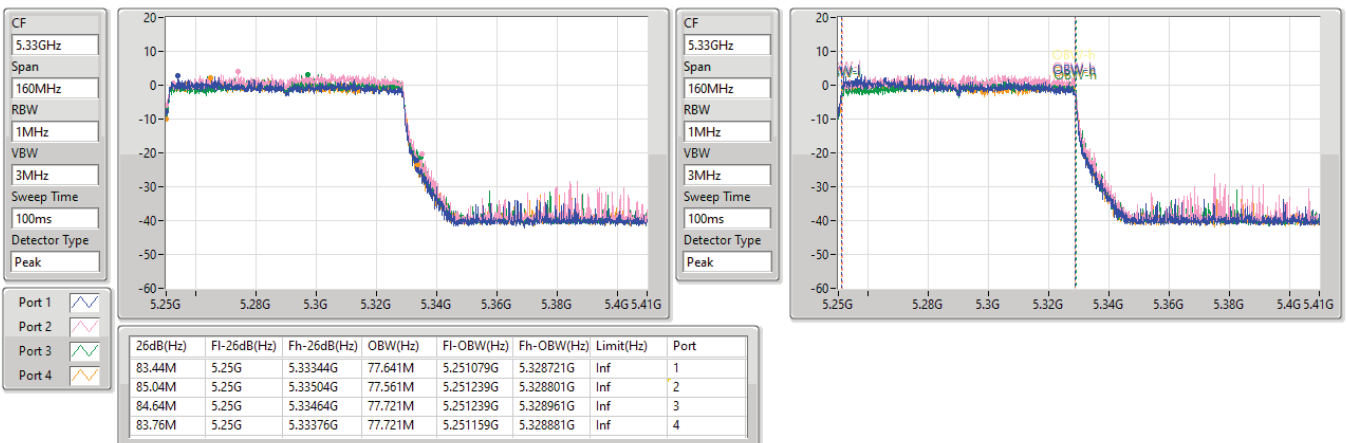 CF
5.33GHz
Span
160MHz
RBW
1MHz
VBW
3MHz
Sweep Time
100ms
Detector Type
Peak
20-
10-
0-
-10-
-20-
-30-
-40-
-50-
-60-
5.25G 5.28G 5.3G 5.32G 5.34G 5.36G 5.38G 5.4G 5.41G
CF
5.33GHz
Span
160MHz
RBW
1MHz
VBW
3MHz
Sweep Time
100ms
Detector Type
Peak
20-
10-
0-
-10-
-20-
-30-
-40-
-50-
-60-
OBW-h
OBW-h
5.25G 5.28G 5.3G 5.32G 5.34G 5.36G 5.38G 5.4G 5.41G
Port 1
Port 2
Port 3
Port 4
26dB(Hz) Fl-26dB(Hz) Fh-26dB(Hz) OBW(Hz) Fl-OBW(Hz) Fh-OBW(Hz) Limit(Hz) Port
83.44M 5.25G 5.33344G 77.641M 5.251079G 5.328721G Inf 1
85.04M 5.25G 5.33504G 77.561M 5.251239G 5.328801G Inf 2
84.64M 5.25G 5.33464G 77.721M 5.251239G 5.328961G Inf 3
83.76M 5.25G 5.33376G 77.721M 5.251159G 5.328881G Inf 4